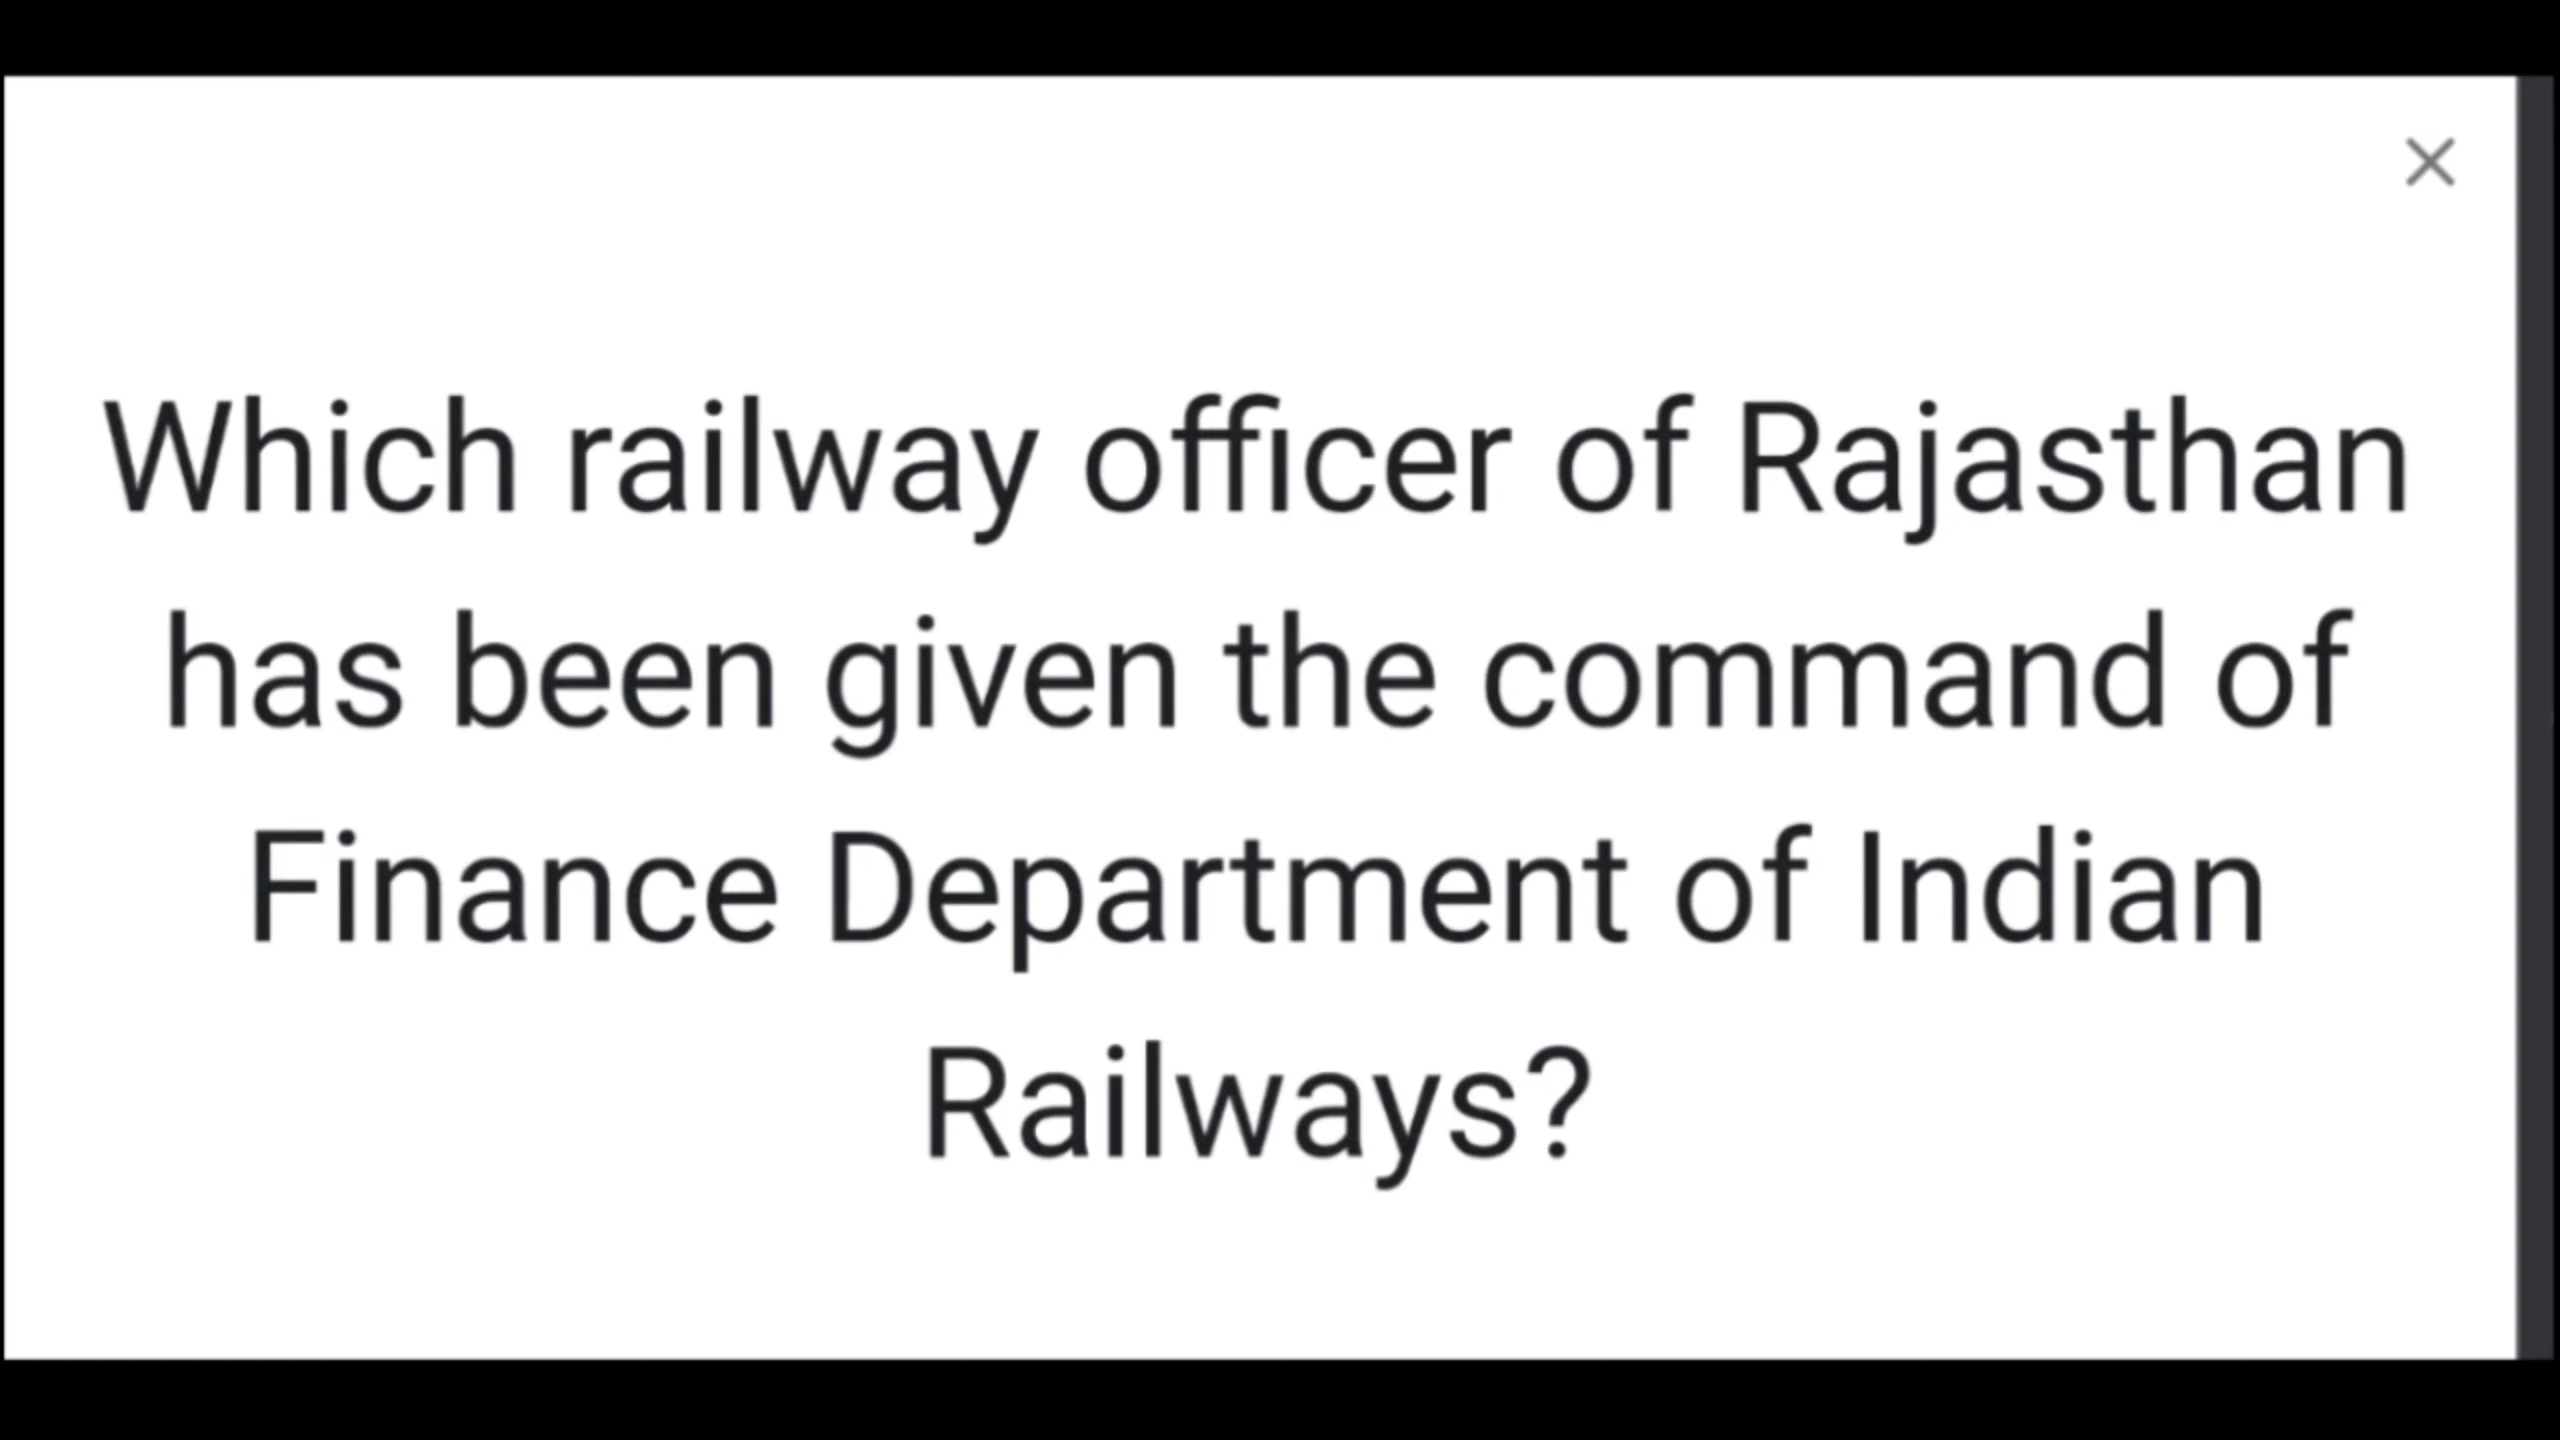 Which railway officer of Rajasthan
has been given the command of
Finance Department of Indian
Railways?